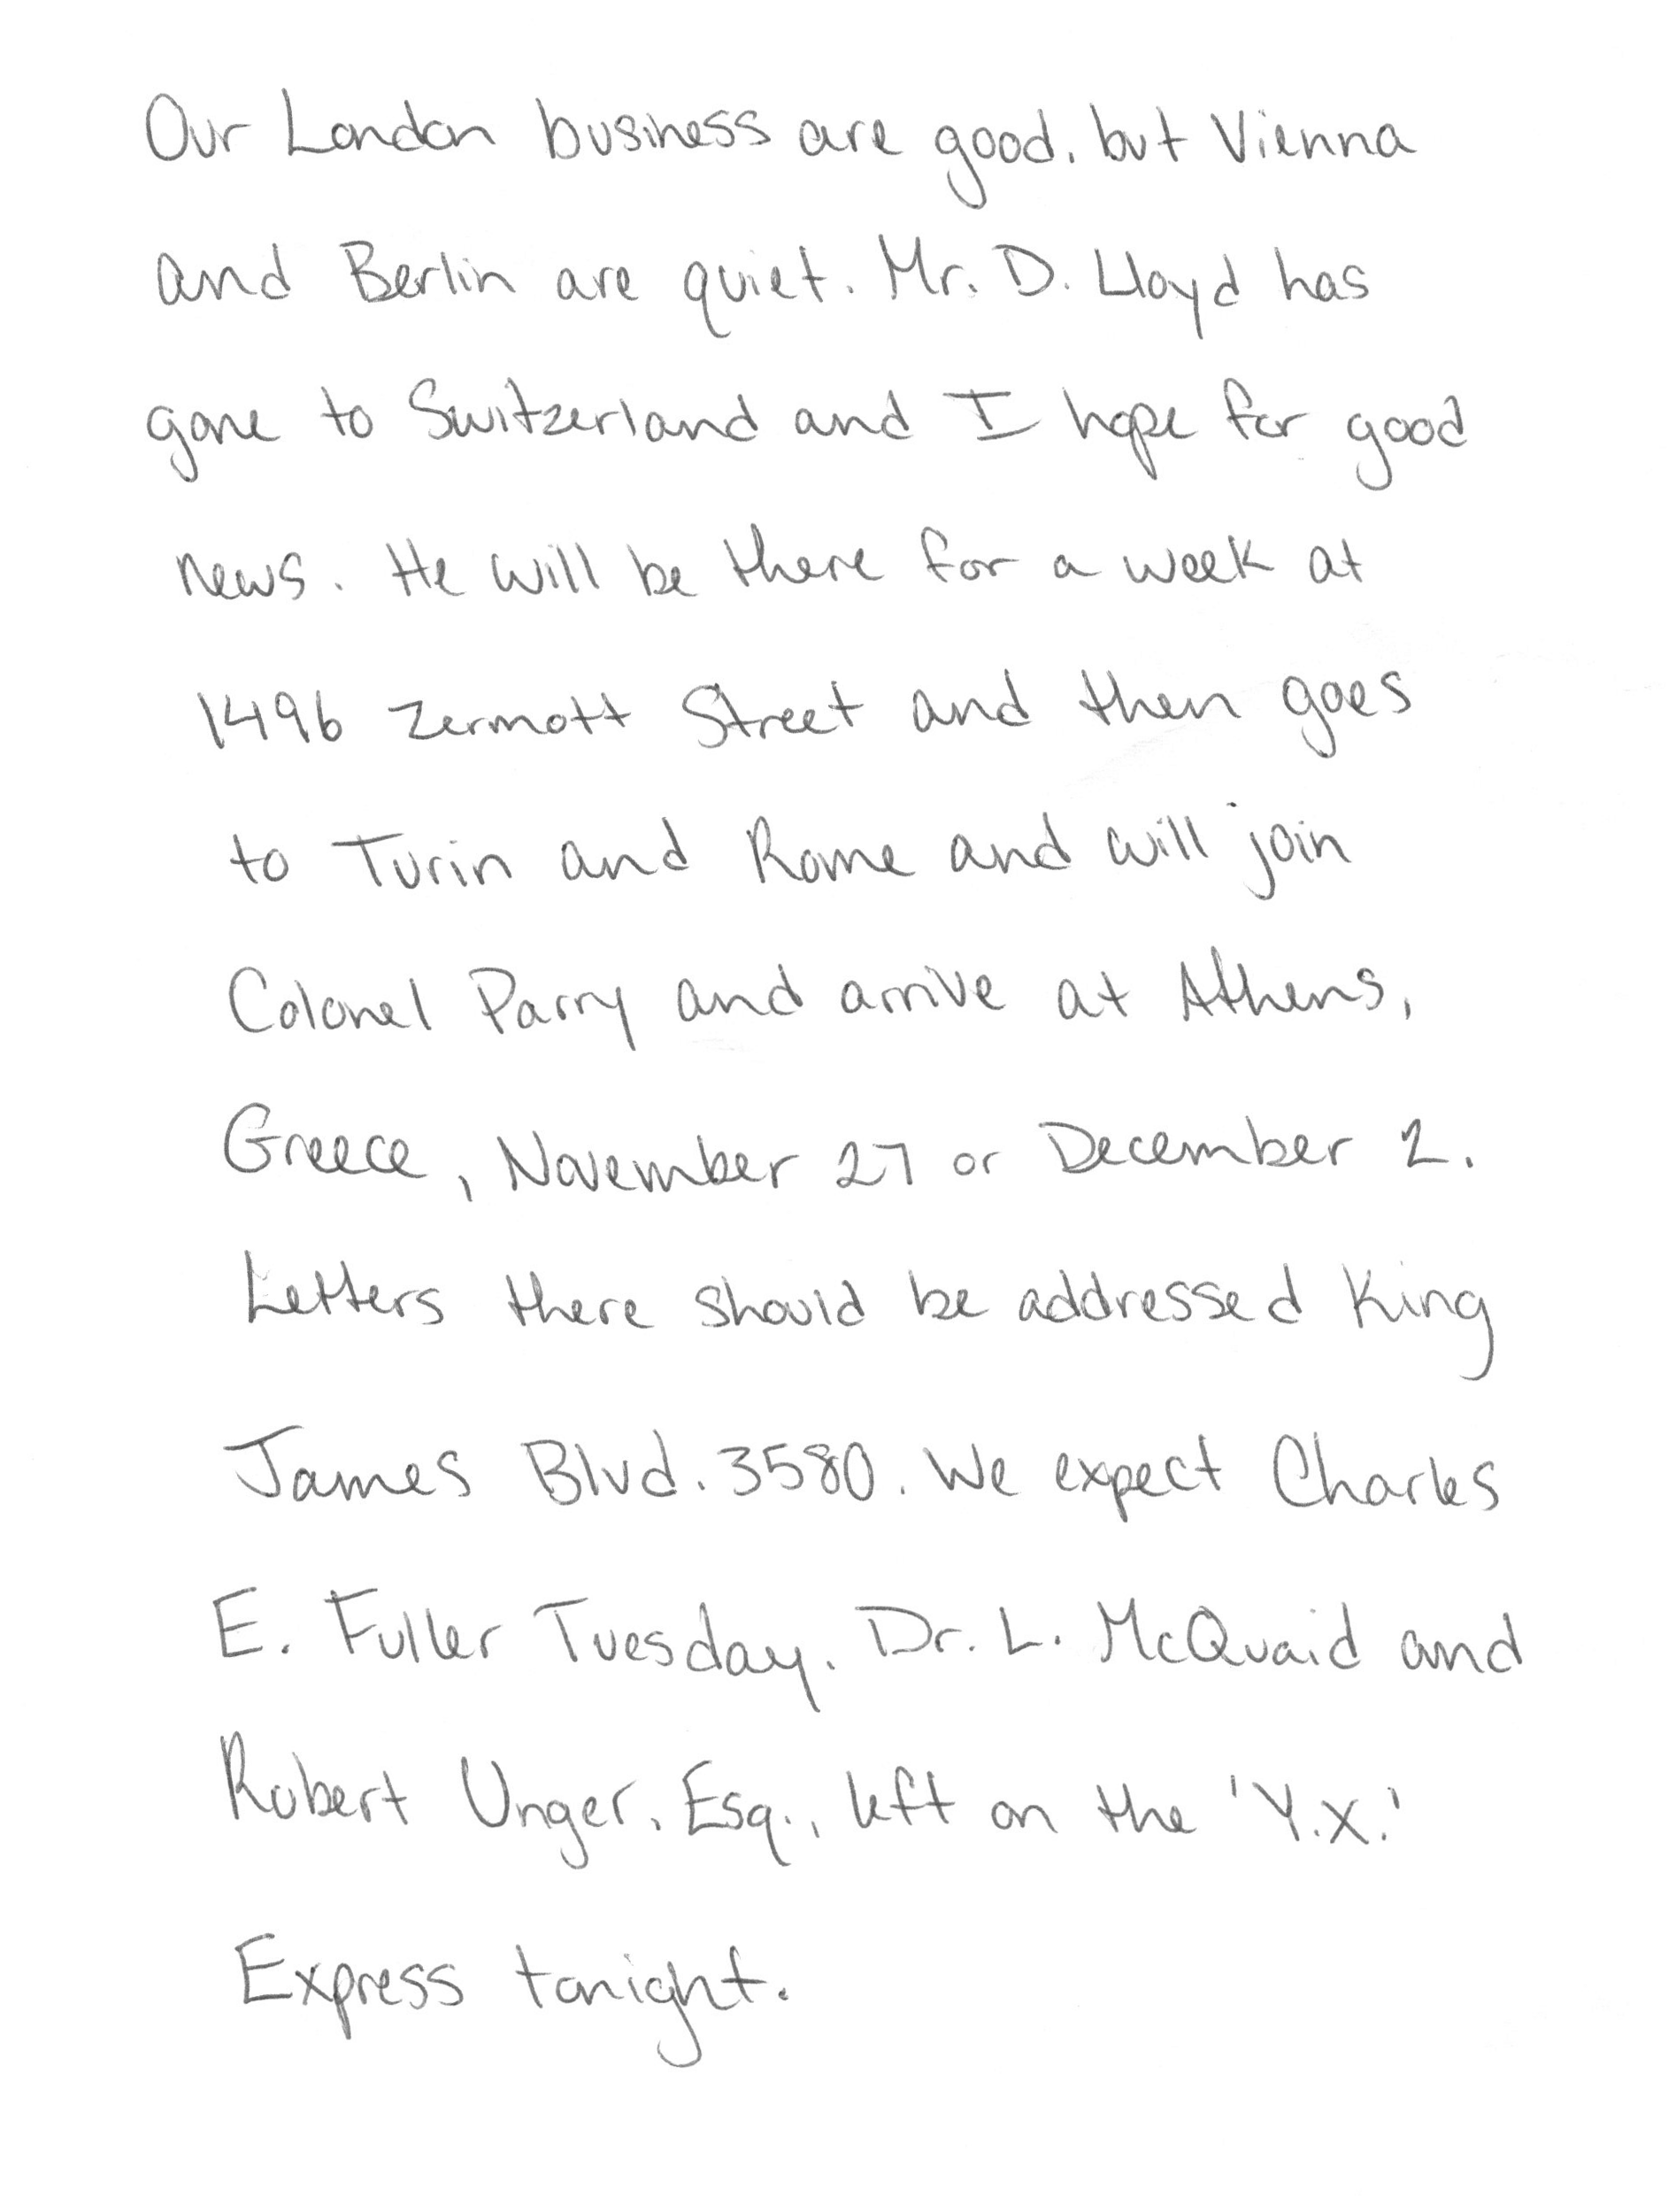 Our London business are good. but Vienna
and Berlin are quiet. Mr. D. Lloyd has
gone to Switzerland and I hope for good
news. He will be there for a week at
1496 Zermott Street and then goes
to Turin and Rome and will join
Colonel Parry and arrive at Athens,
Greece, November 27 or December 2.
Letters there should be addressed King
James Blvd. 3580. We expect Charles
E. Fuller Tuesday. Dr. L. McQuaid and
Robert Unger. Esq., left on the 'Y.X.'
Express tonight.